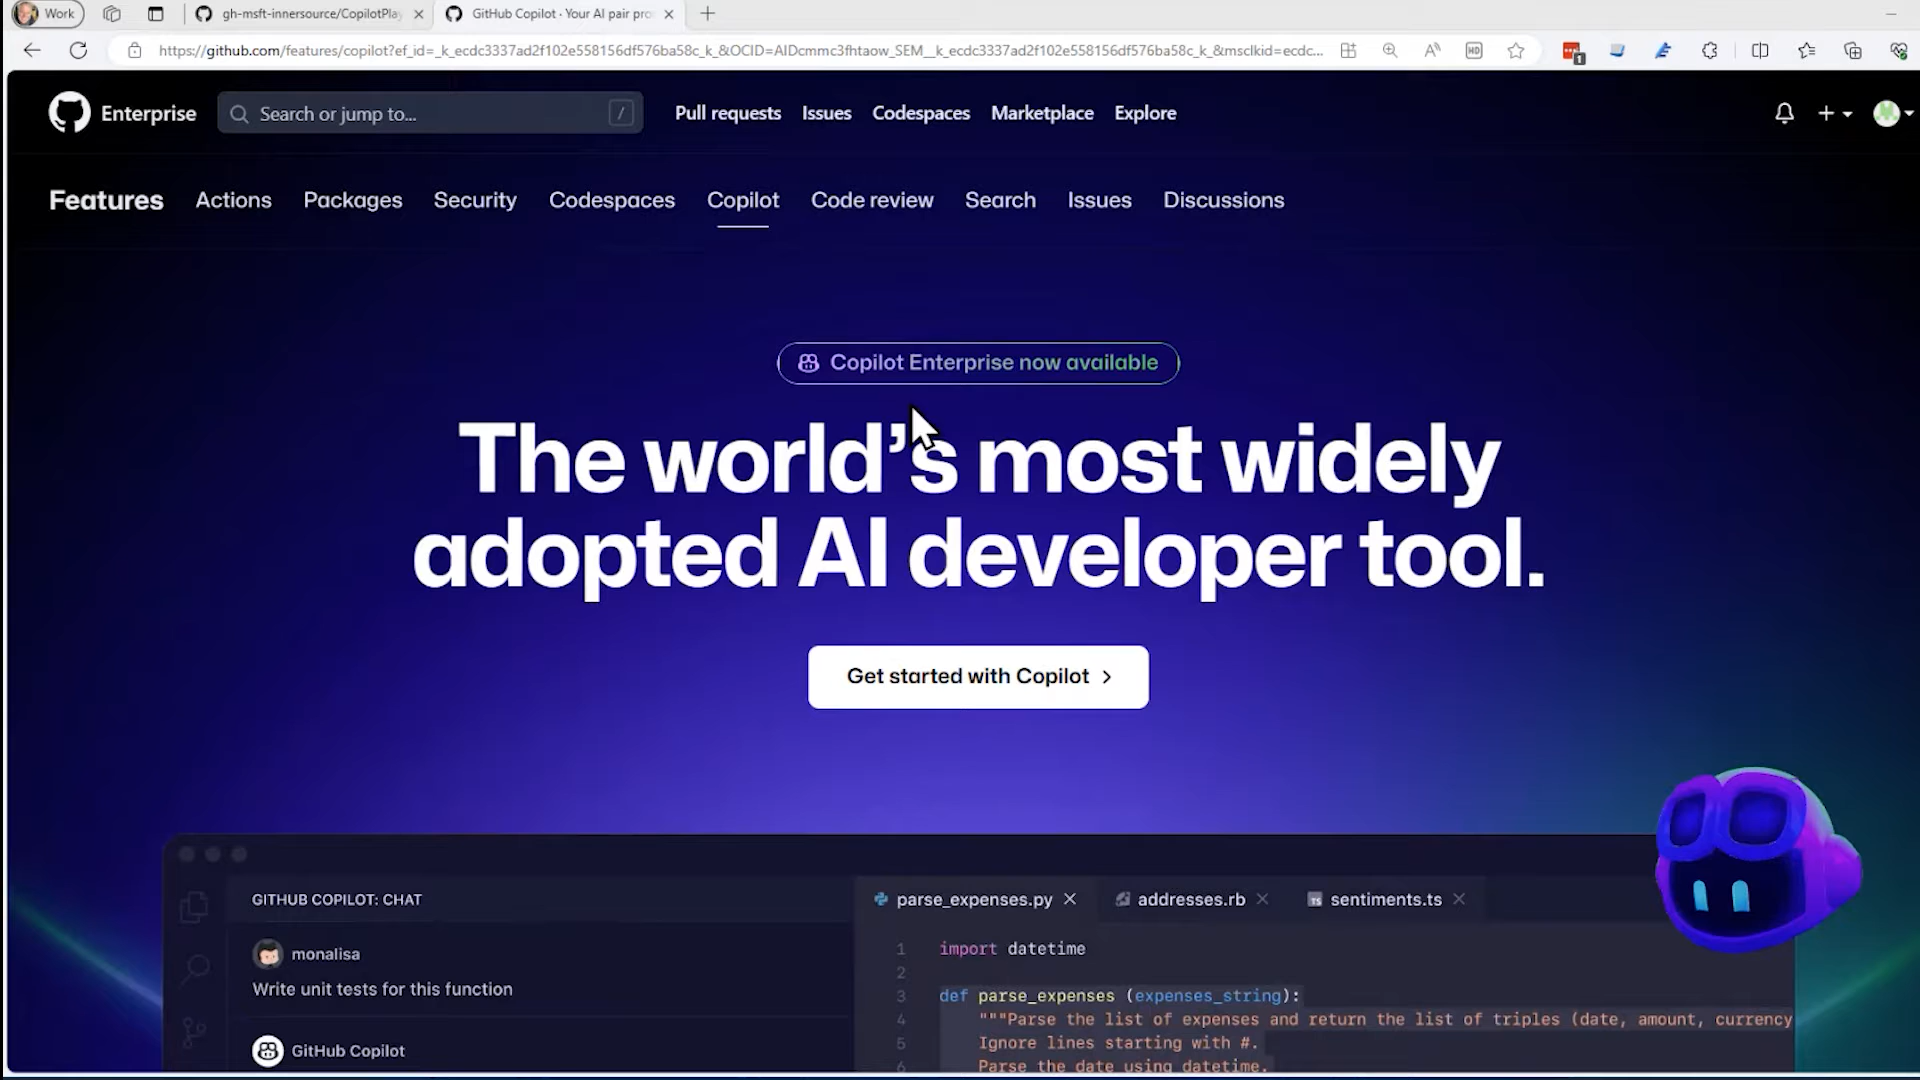 Work
gh-msft-innersource/CopilotPlay
GitHub Copilot · Your AI pair pro
https://github.com/features/copilot?ef_id=_k_ecdc3337ad2f102e558156df576ba58c_k_&OCID=AIDcmmc3fhtaow_SEM__k_ecdc3337ad2f102e558156df576ba58c_k_&msclkid=ecdc...
HD
1
Enterprise
Search or jump to...
/
Pull requests
Issues
Codespaces
Marketplace
Explore
Features
Actions
Packages
Security
Codespaces
Copilot
Code review
Search
Issues
Discussions
Copilot Enterprise now available
The world's most widely
adopted AI developer tool.
Get started with Copilot
GITHUB COPILOT: CHAT
monalisa
Write unit tests for this function
GitHub Copilot
parse_expenses.py
addresses.rb
TS
sentiments.ts
1 import datetime
2
3 def parse_expenses (expenses_string):
4 """Parse the list of expenses and return the list of triples (date, amount, currency
5 Ignore lines starting with #.
6 Parse the date using datetime.